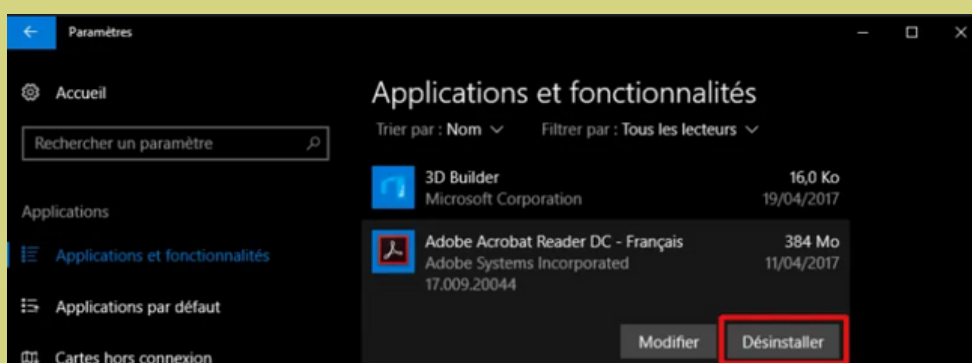 Paramètres
Accueil
Rechercher un paramètre
Applications
Applications et fonctionnalités
Applications par défaut
Cartes hors connexion
Applications et fonctionnalités
Trier par : Nom Filtrer par : Tous les lecteurs
3D Builder 16,0 Ko
Microsoft Corporation 19/04/2017
Adobe Acrobat Reader DC - Français 384 Mo
Adobe Systems Incorporated 11/04/2017
17.009.20044
Modifier Désinstaller